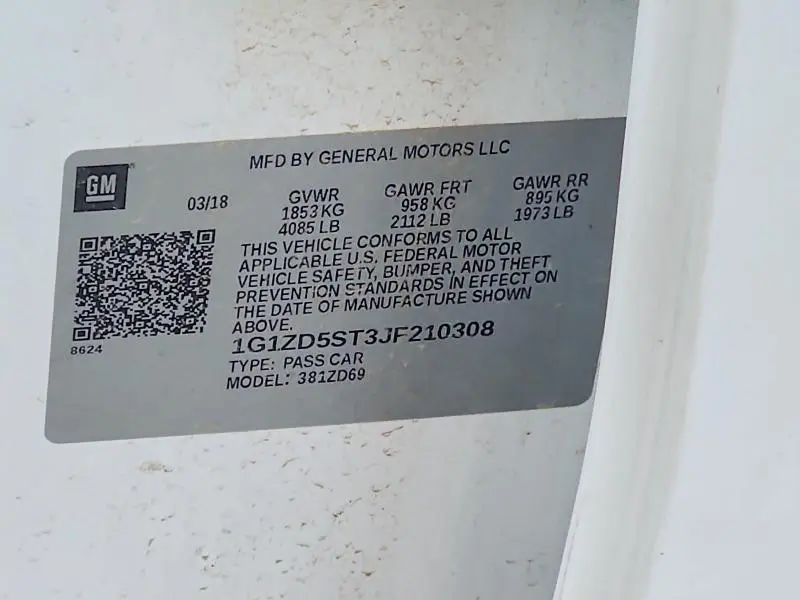 MFD BY GENERAL MOTORS LLC
GM
03/18
GVWR
1853 KG
4085 LB
GAWR FRT
958 KG
2112 LB
GAWR RR
895 KG
1973 LB
THIS VEHICLE CONFORMS TO ALL
APPLICABLE U.S. FEDERAL MOTOR
VEHICLE SAFETY, BUMPER, AND THEFT
PREVENTION STANDARDS IN EFFECT ON
THE DATE OF MANUFACTURE SHOWN
ABOVE.
1G1ZD5ST3JF210308
TYPE: PASS CAR
MODEL: 381ZD69
8624